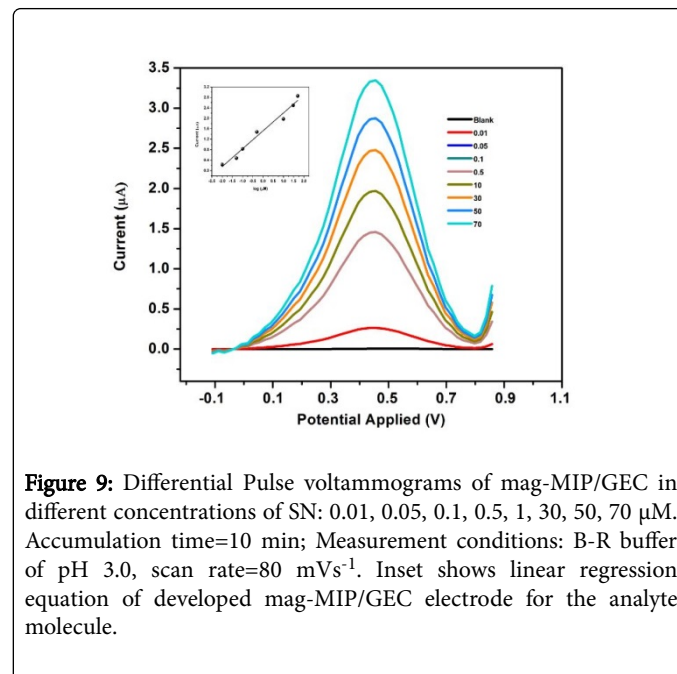 3.5
3.0
2.5
2.0
1.5
1.0
0.5
0.0
Current (µA)
-0.1 0.1 0.3 0.5 0.7 0.9 1.1
Potential Applied (V)
Blank
0.01
0.05
0.1
0.5
10
30
50
70
Figure 9: Differential Pulse voltammograms of mag-MIP/GEC in
different concentrations of SN: 0.01, 0.05, 0.1, 0.5, 1, 30, 50, 70 µM.
Accumulation time=10 min; Measurement conditions: B-R buffer
of pH 3.0, scan rate=80 mVs-1. Inset shows linear regression
equation of developed mag-MIP/GEC electrode for the analyte
molecule.